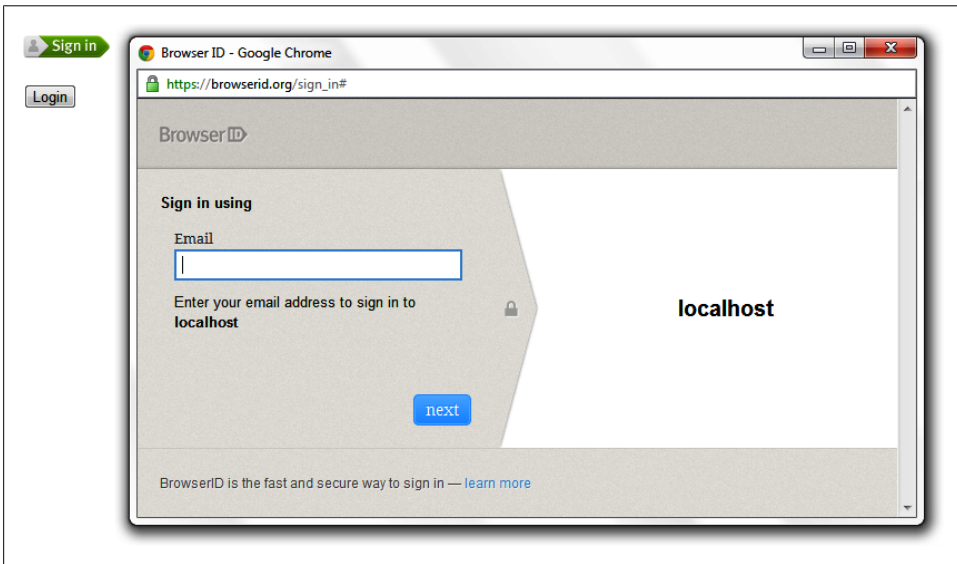 Sign in
Login
Browser ID - Google Chrome
https://browserid.org/sign_in#
BrowserID
Sign in using
Email
Enter your email address to sign in to
localhost
next
localhost
BrowserID is the fast and secure way to sign in — learn more